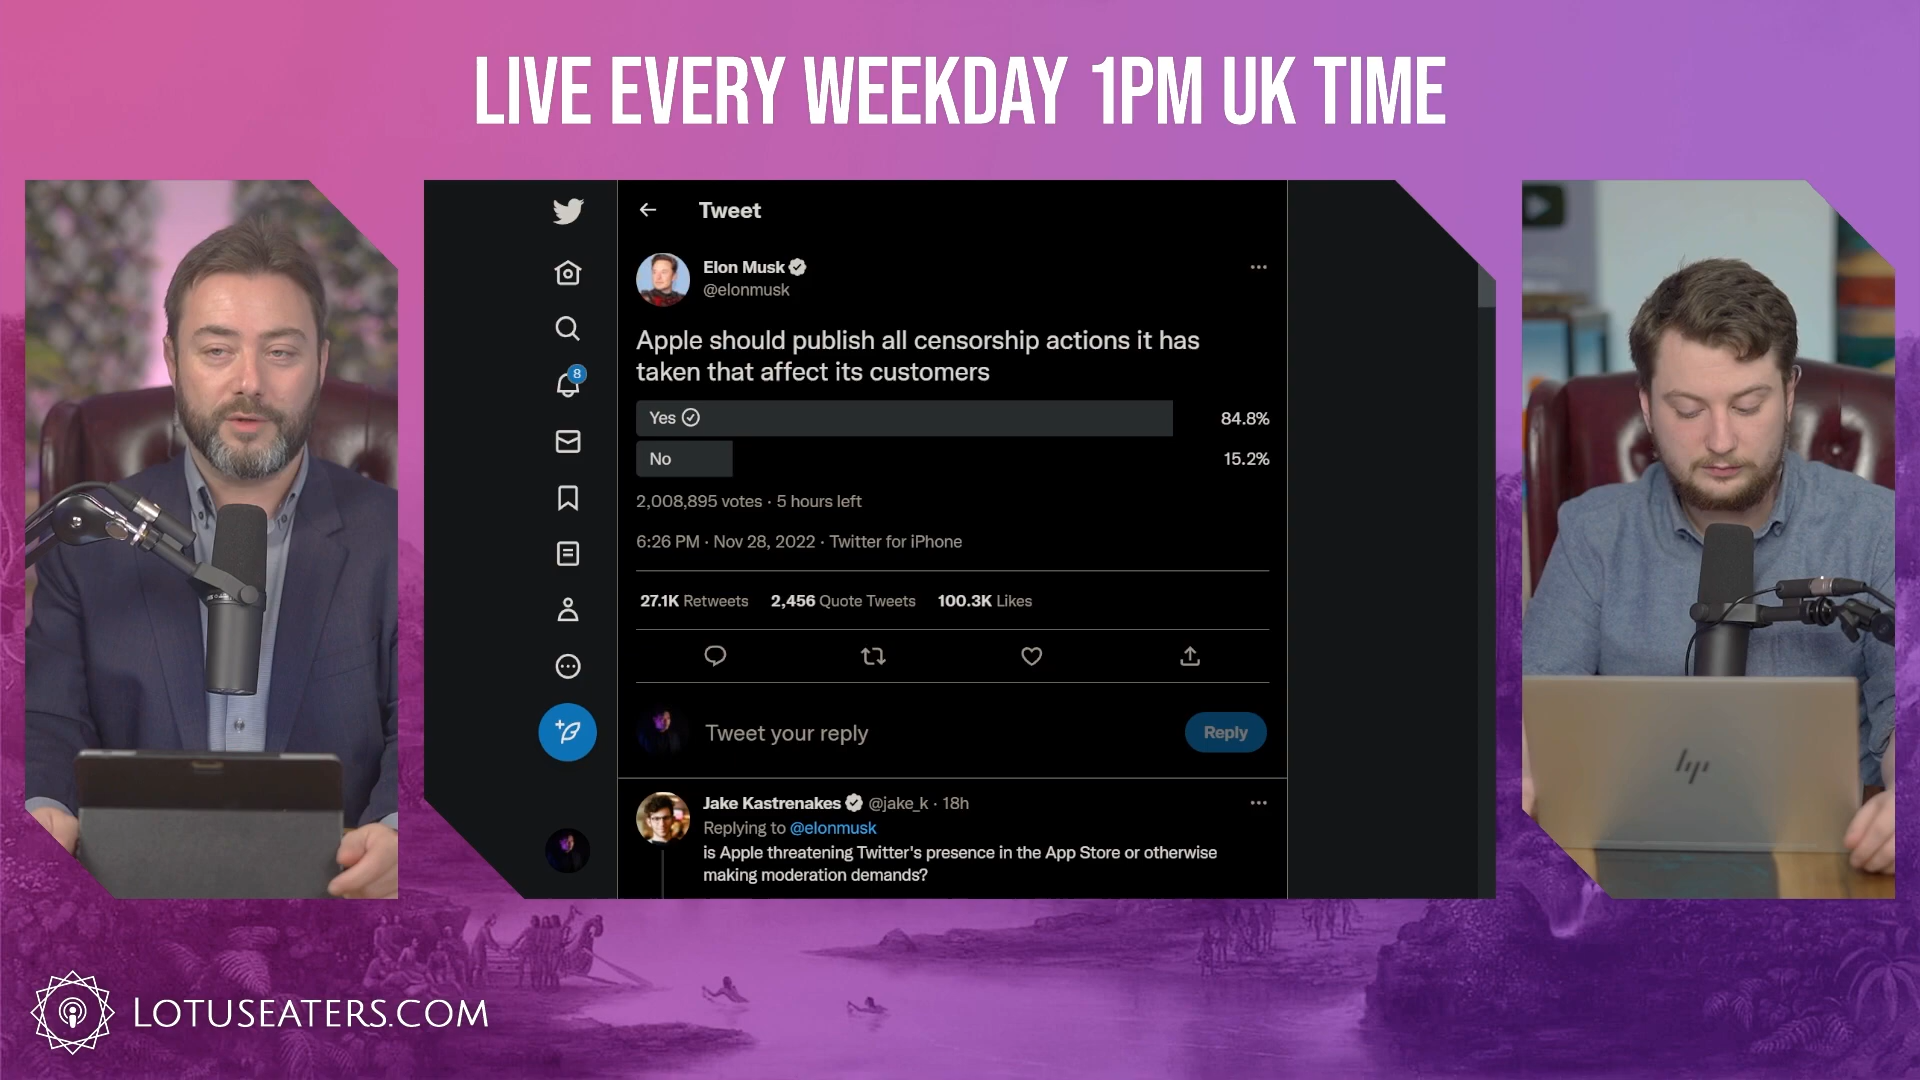 LIVE EVERY WEEKDAY 1PM UK TIME
Tweet
Elon Musk
@elonmusk
Apple should publish all censorship actions it has
taken that affect its customers
Yes 84.8%
No 15.2%
2,008,895 votes · 5 hours left
6:26 PM · Nov 28, 2022 · Twitter for iPhone
27.1K Retweets 2,456 Quote Tweets 100.3K Likes
8
Tweet your reply
Reply
Jake Kastrenakes @jake_k · 18h
Replying to @elonmusk
is Apple threatening Twitter's presence in the App Store or otherwise
making moderation demands?
hp
LOTUSEATERS.COM